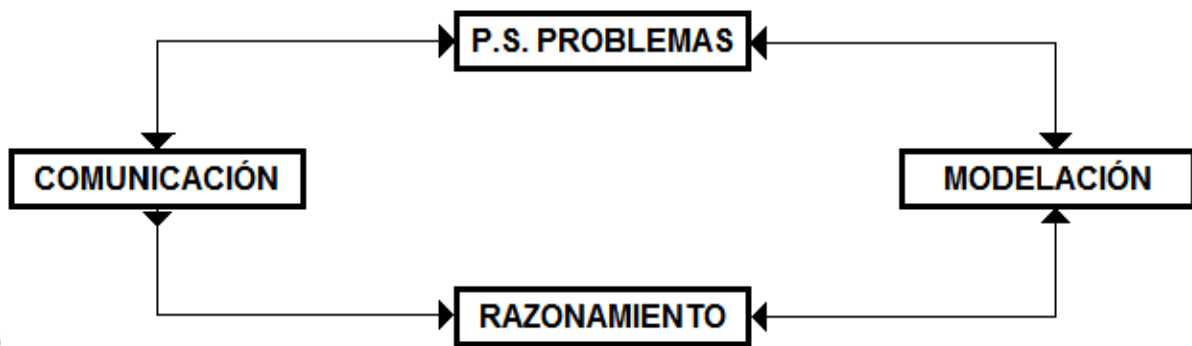 P.S. PROBLEMAS
COMUNICACIÓN
MODELACIÓN
RAZONAMIENTO